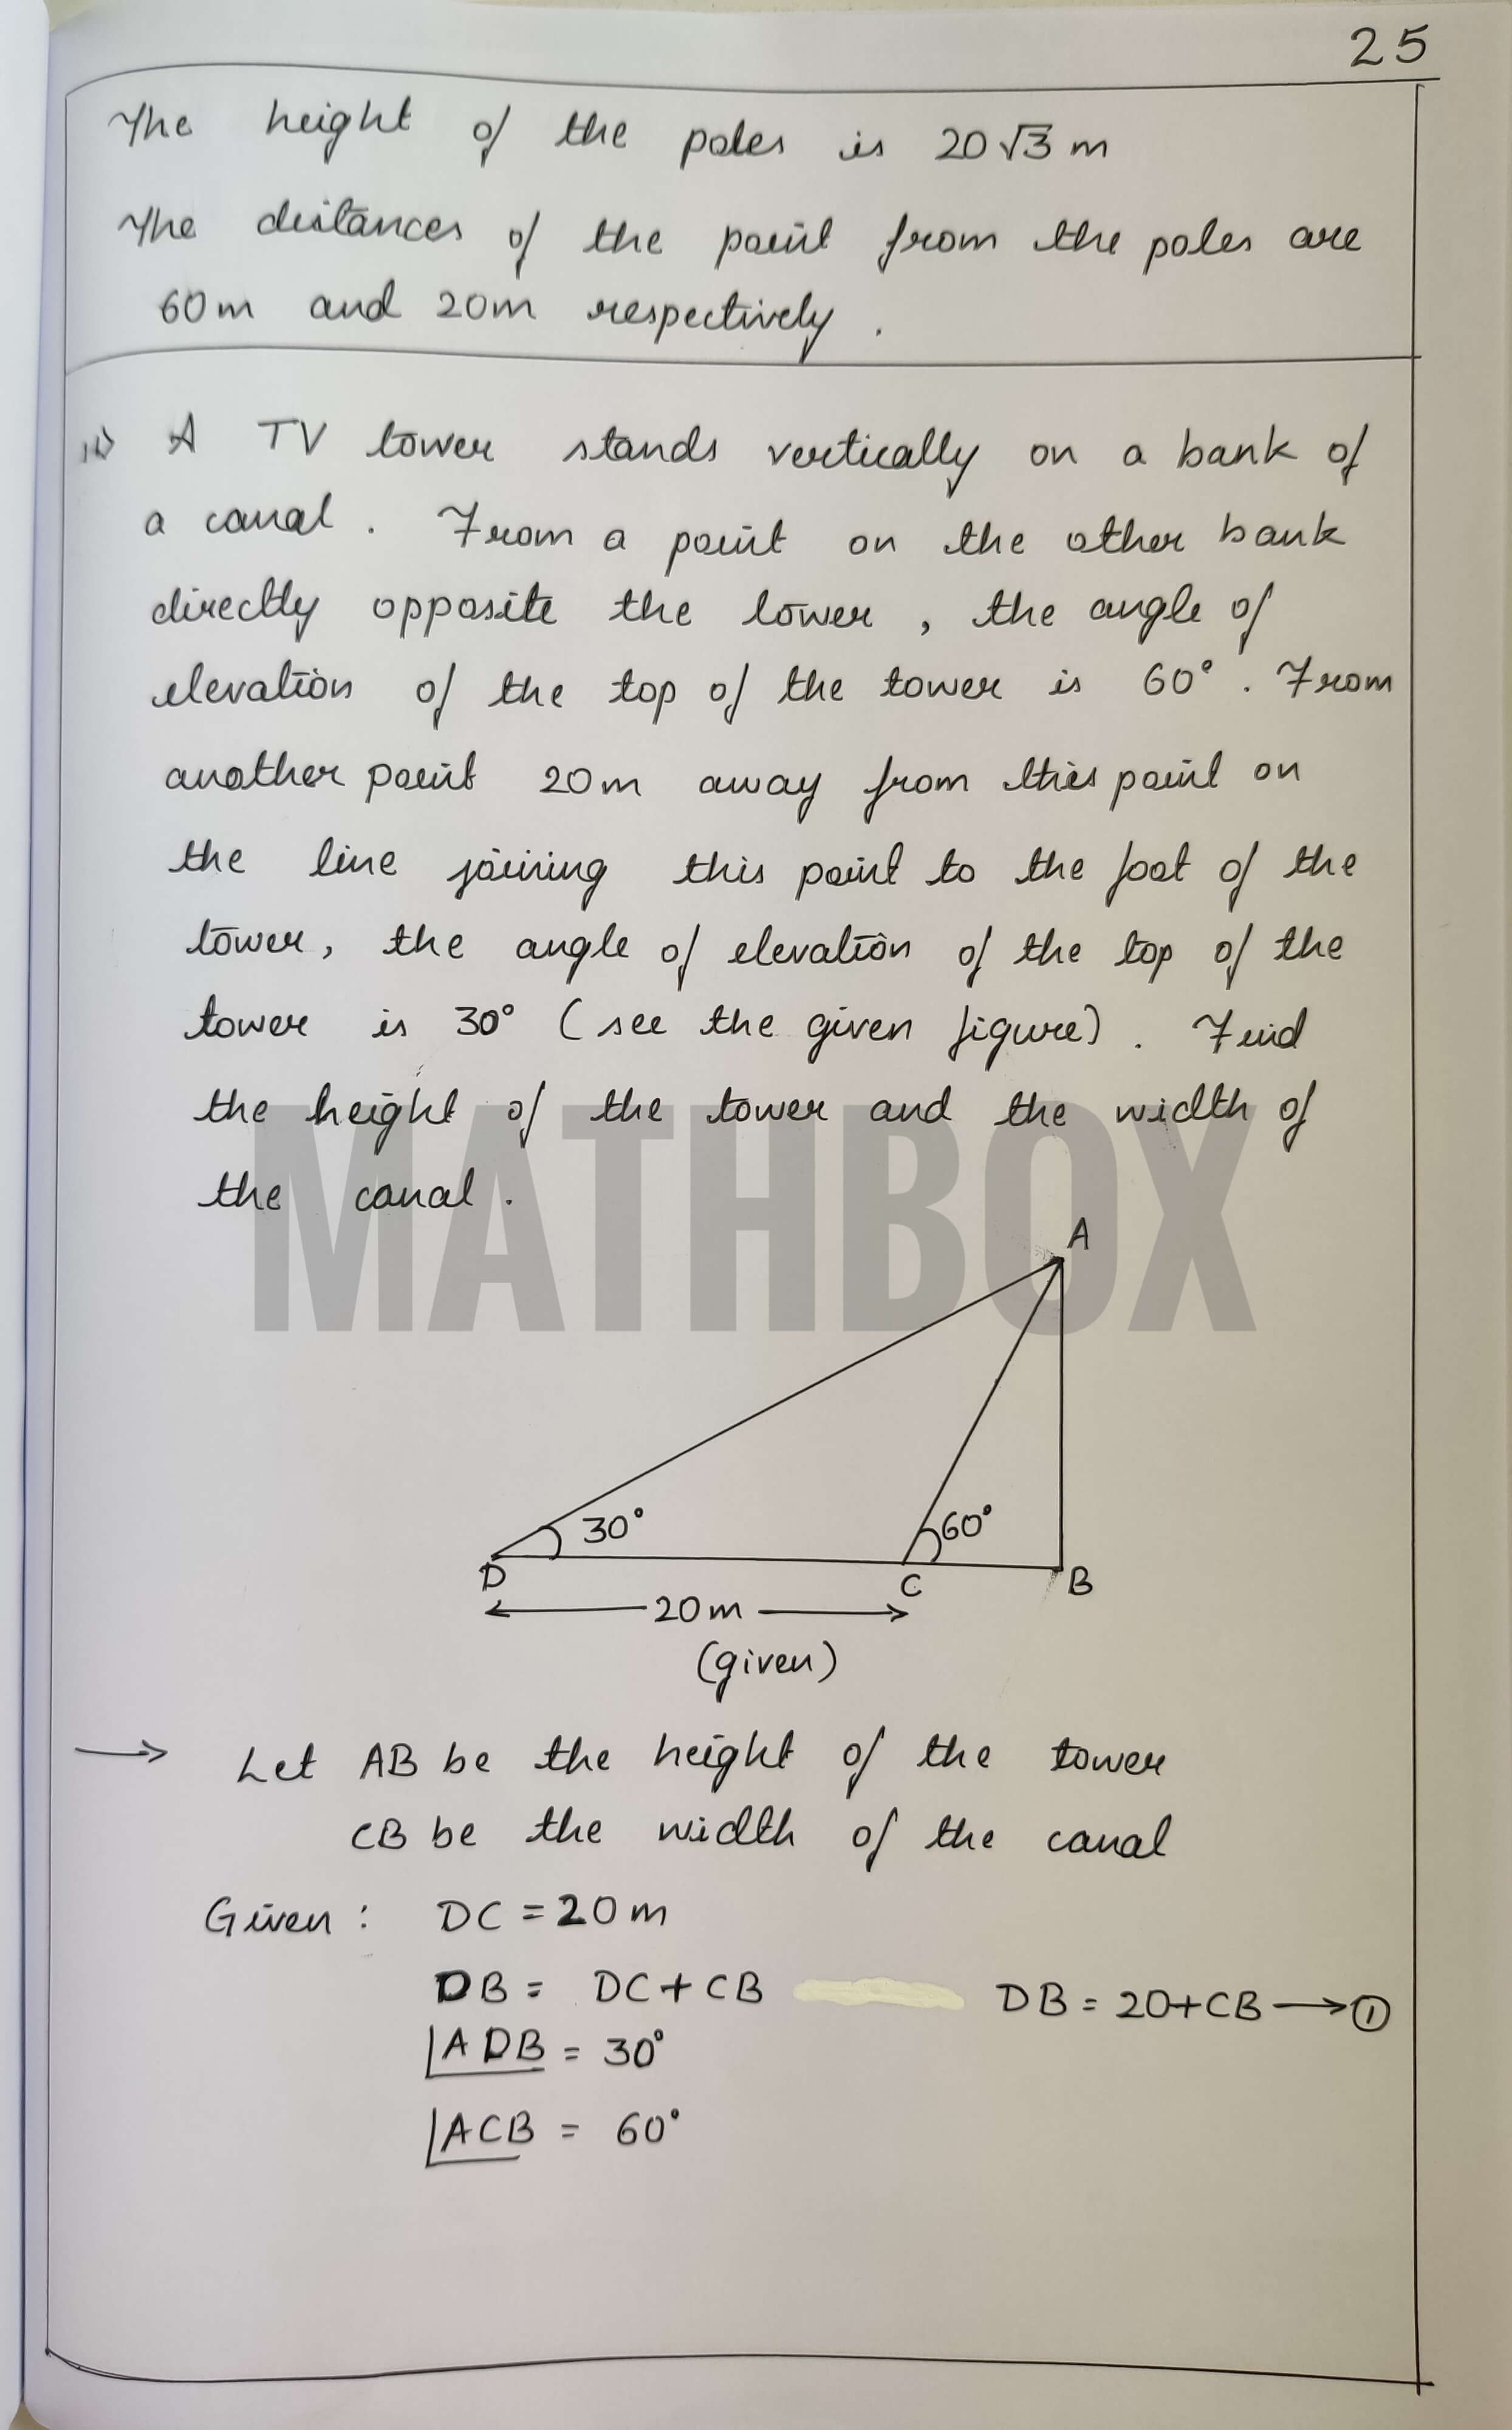 25
The height of the poles is 20√3 m
The distances of the point from the poles are
60m and 20m respectively.
11) A TV tower stands vertically on a bank of
a canal. From a point on the other bank
directly opposite the tower, the angle of
elevation of the top of the tower is 60°. From
another point 20m away from this point on
the line joining this point to the foot of the
tower, the angle of elevation of the top of the
tower is 30° (see the given figure). Find
the height of the tower and the width of
the canal.
MATHBOX
A
30°
60°
D
C
B
20m
(given)
→ Let AB be the height of the tower
CB be the width of the canal
Given: DC = 20m
DB = DC + CB DB = 20+CB → ①
∠ADB = 30°
∠ACB = 60°